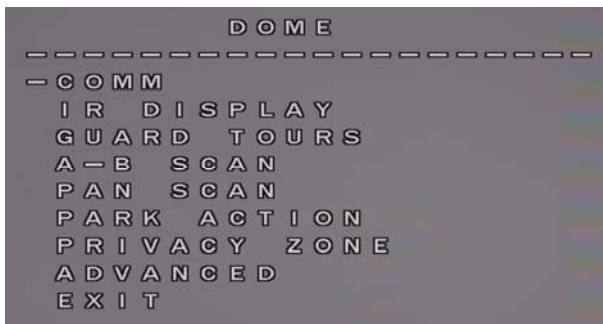 DOME
--------------------
-COMM
IR DISPLAY
GUARD TOURS
A-B SCAN
PAN SCAN
PARK ACTION
PRIVACY ZONE
ADVANCED
EXIT